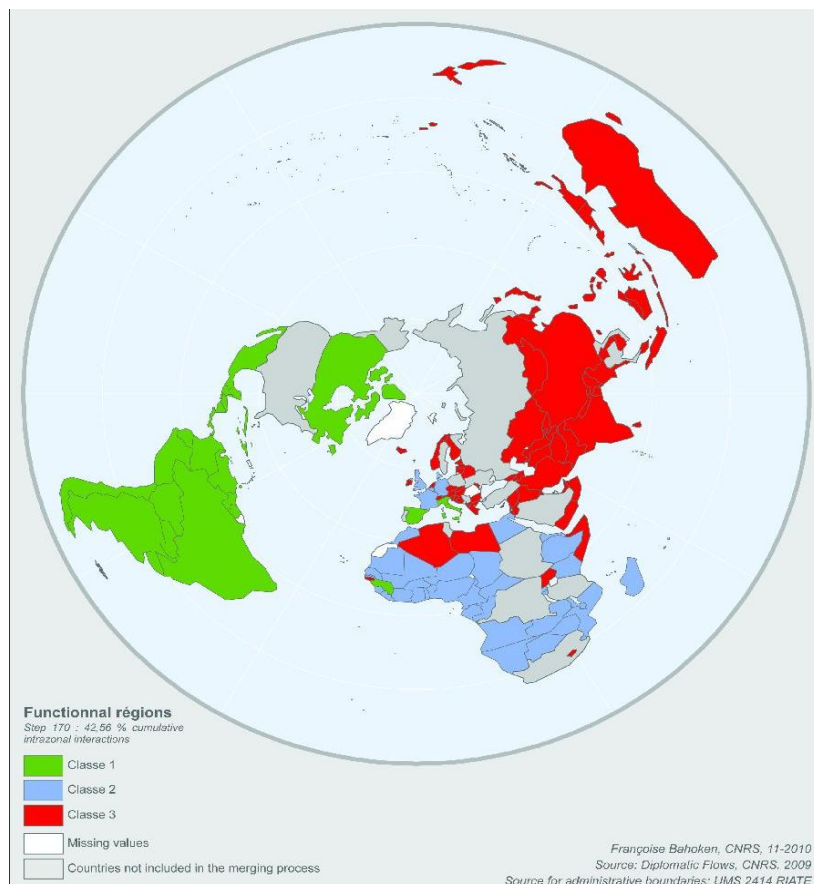 Functionnal régions
Step 170 : 42,56 % cumulative
intrazonal interactions
Classe 1
Classe 2
Classe 3
Missing values
Countries not included in the merging process
Françoise Bahoken, CNRS, 11-2010
Source: Diplomatic Flows, CNRS. 2009
Source for administrative boundaries: UMS 2414 RIATE